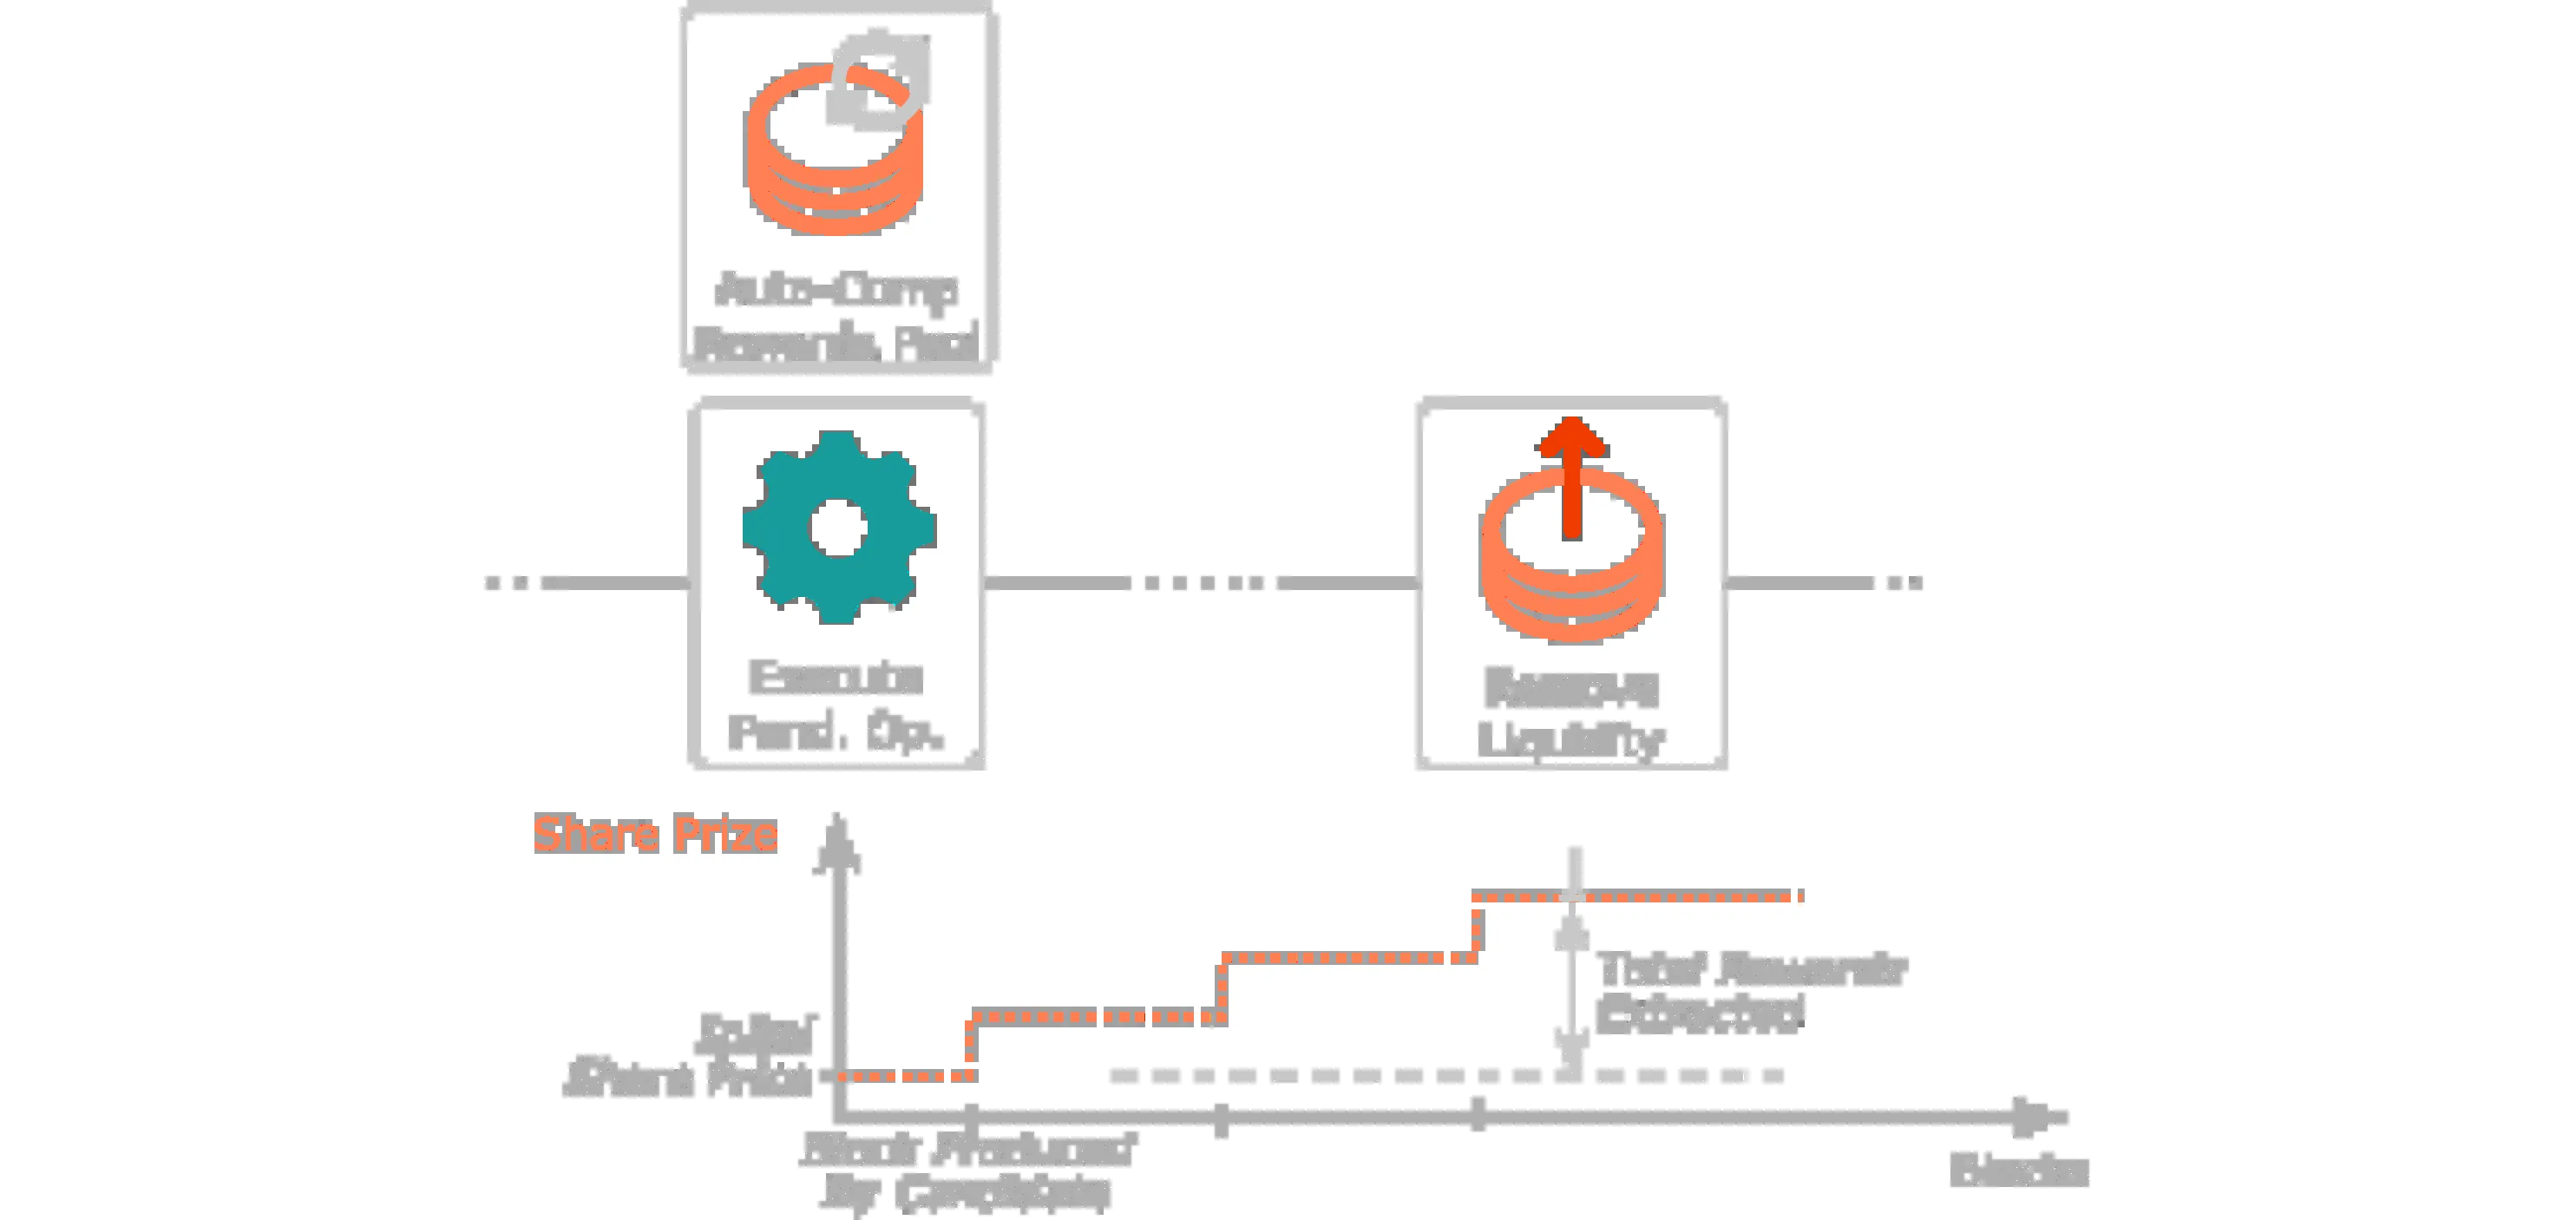 Auto-Comp
Rewards. Pool
Execute
Pend. Op.
Remove
Liquidity
Share Prize
Initial
Share Price
Total Rewards
Extracted
Block Produced
By Candidate
Blocks